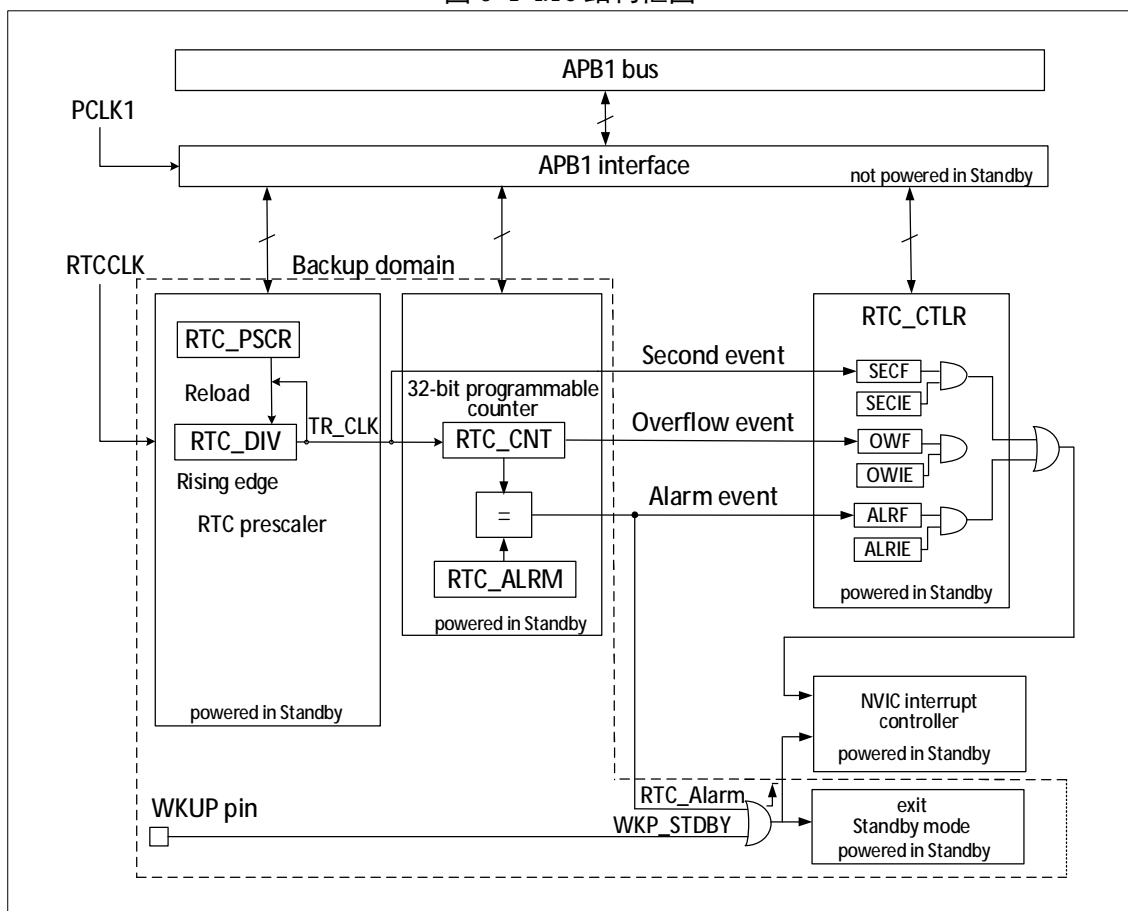 APB1 bus
PCLK1
APB1 interface
not powered in Standby
RTCCLK
Backup domain
RTC_PSCR
Reload
RTC_DIV
TR_CLK
Rising edge
RTC prescaler
powered in Standby
32-bit programmable
counter
RTC_CNT
=
RTC_ALRM
powered in Standby
Second event
Overflow event
Alarm event
RTC_CTLR
SECF
SECIE
OWF
OWIE
ALRF
ALRIE
powered in Standby
NVIC interrupt
controller
powered in Standby
WKUP pin
RTC_Alarm
WKP_STDBY
exit
Standby mode
powered in Standby